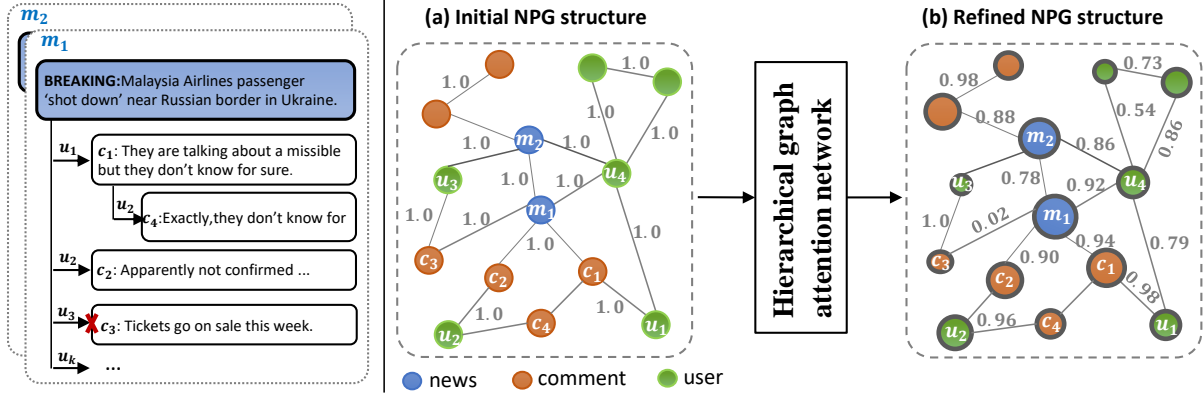 m2
m1
BREAKING:Malaysia Airlines passenger
‘shot down’ near Russian border in Ukraine.
u1
c1: They are talking about a missible
but they don’t know for sure.
u2
c4:Exactly,they don’t know for
u2
c2: Apparently not confirmed ...
u3
c3: Tickets go on sale this week.
uk
...
(a) Initial NPG structure
1.0
1.0
1.0
1.0
m2
1.0
1.0
u3
u4
1.0
1.0
1.0
m1
1.0
1.0
1.0
c3
c2
c1
1.0
1.0
u2
c4
u1
news
comment
user
Hierarchical graph
attention network
(b) Refined NPG structure
0.98
0.73
0.88
0.54
0.86
m2
0.86
u3
0.78
0.92
u4
1.0
0.02
m1
0.94
0.79
c3
0.90
c2
c1
0.98
u2
0.96
c4
u1